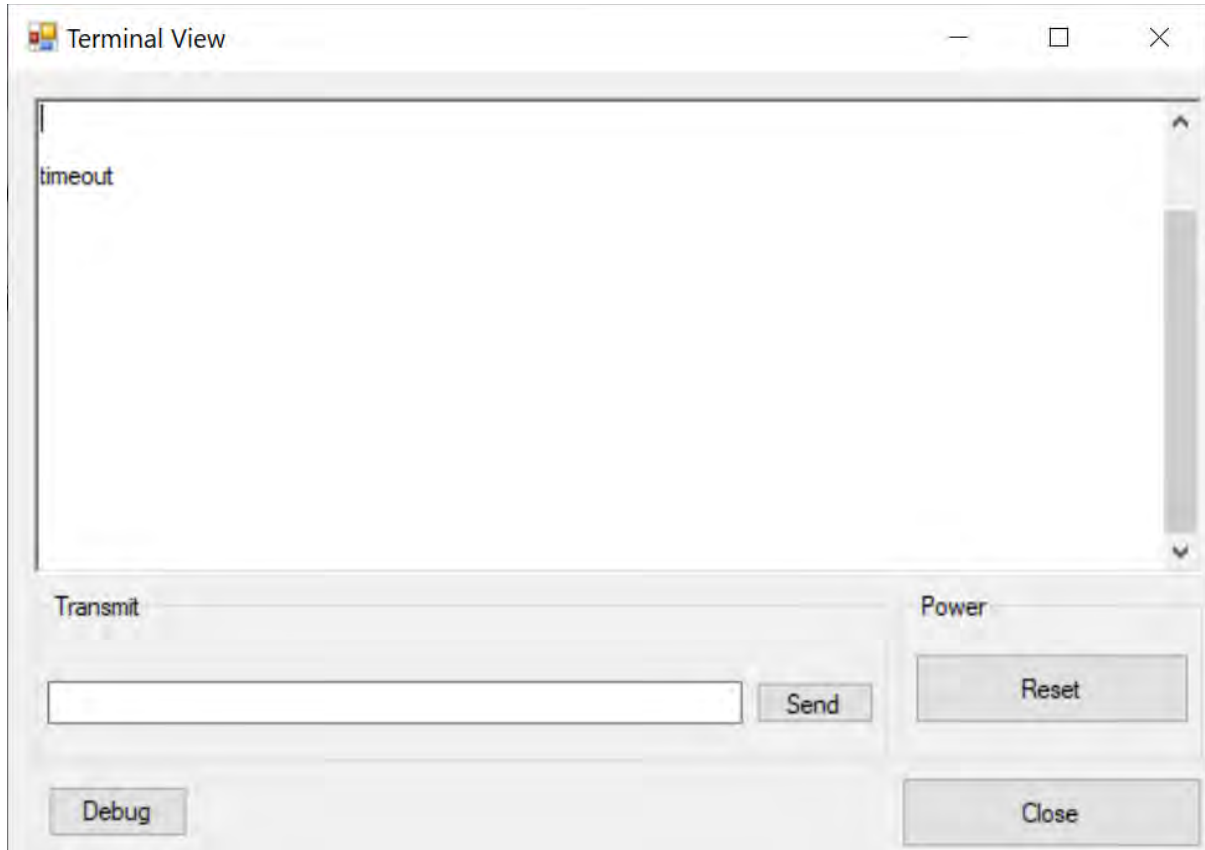 Terminal View
timeout
Transmit
Power
Send
Reset
Debug
Close